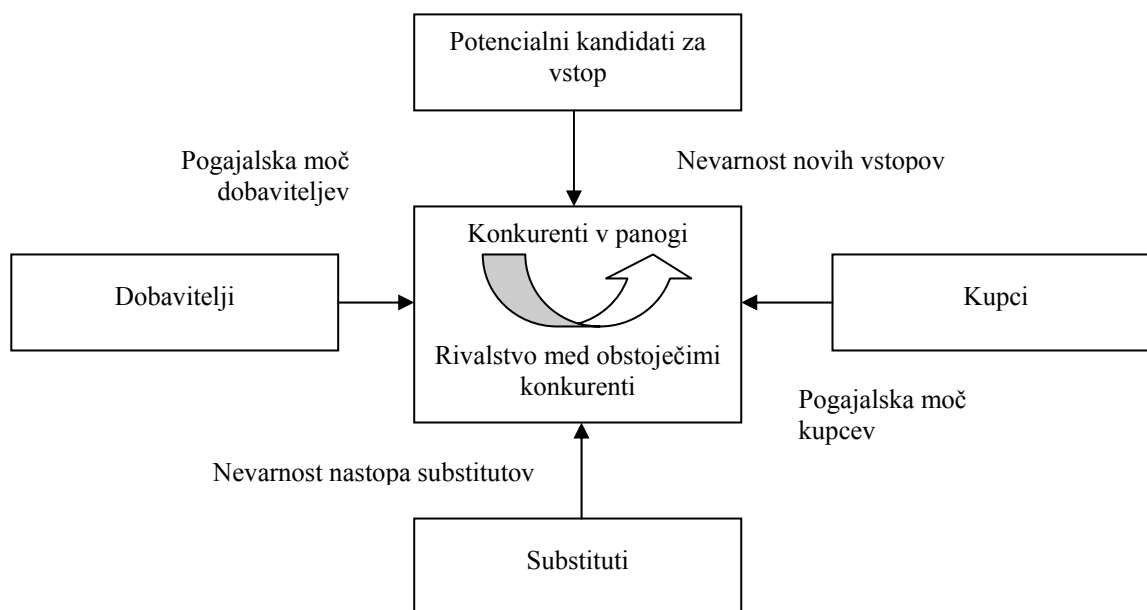 Potencialni kandidati za
vstop
Pogajalska moč
dobaviteljev
Nevarnost novih vstopov
Konkurenti v panogi
Dobavitelji
Kupci
Rivalstvo med obstoječimi
konkurenti
Pogajalska moč
kupcev
Nevarnost nastopa substitutov
Substituti